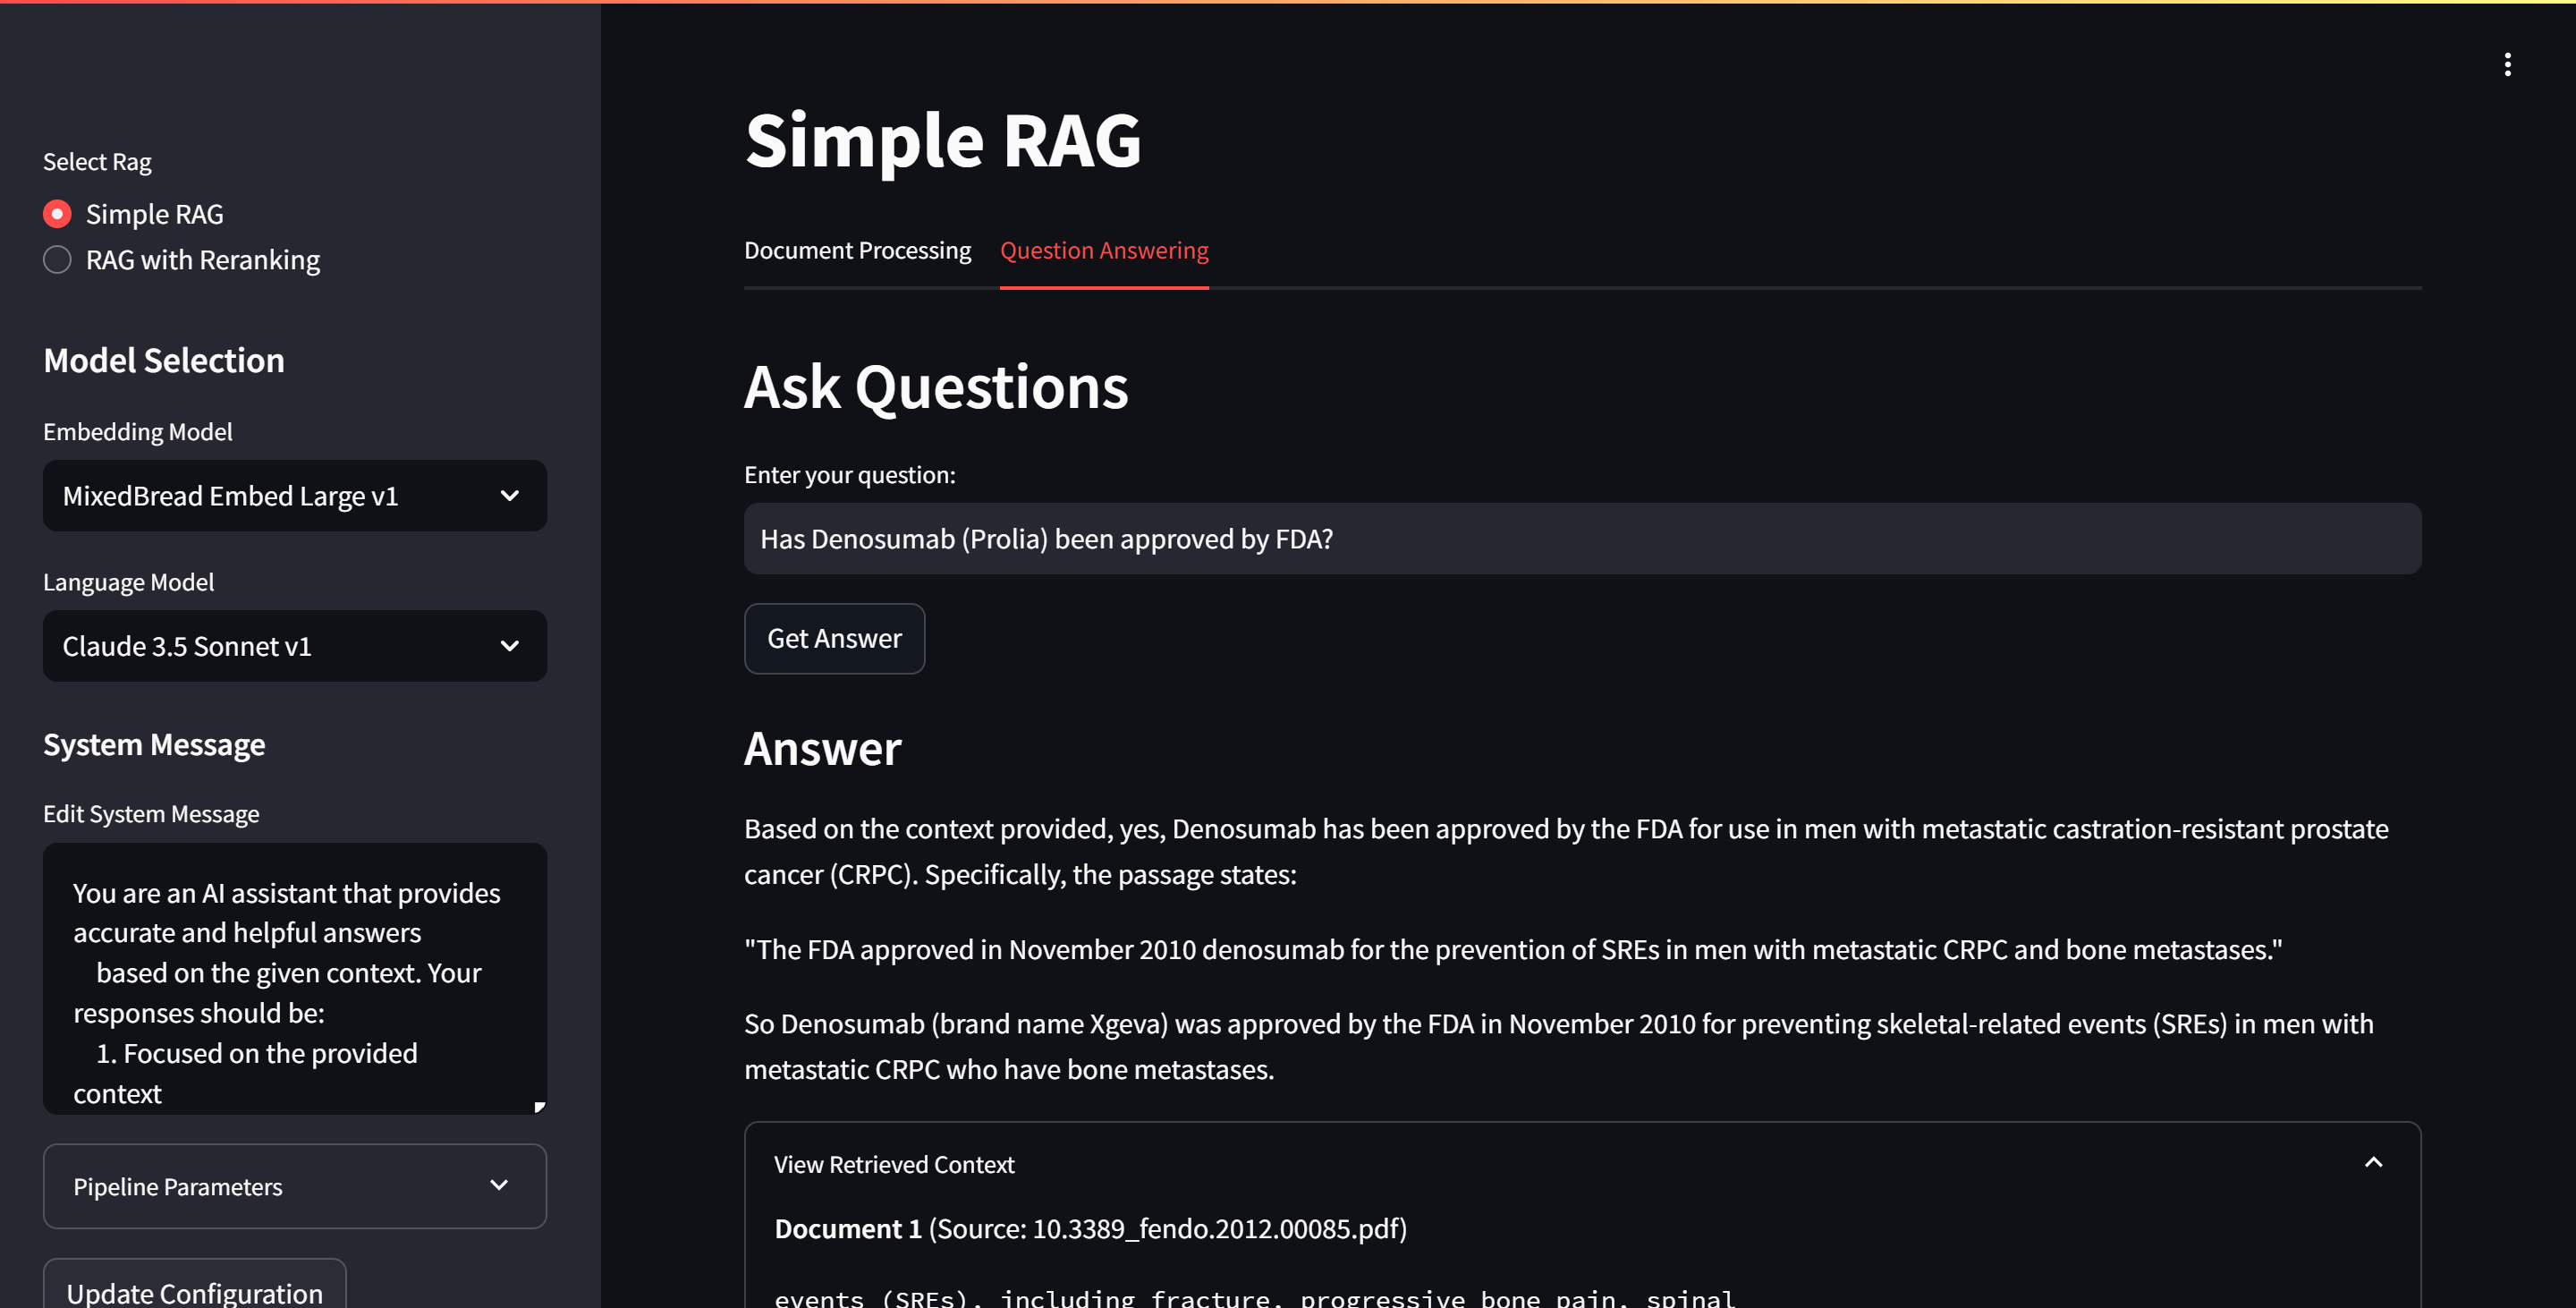 Select Rag
Simple RAG
RAG with Reranking
Model Selection
Embedding Model
MixedBread Embed Large v1
Language Model
Claude 3.5 Sonnet v1
System Message
Edit System Message
You are an AI assistant that provides
accurate and helpful answers
based on the given context. Your
responses should be:
1. Focused on the provided
context
Pipeline Parameters
Update Configuration
Simple RAG
Document Processing Question Answering
Ask Questions
Enter your question:
Has Denosumab (Prolia) been approved by FDA?
Get Answer
Answer
Based on the context provided, yes, Denosumab has been approved by the FDA for use in men with metastatic castration-resistant prostate
cancer (CRPC). Specifically, the passage states:
"The FDA approved in November 2010 denosumab for the prevention of SREs in men with metastatic CRPC and bone metastases."
So Denosumab (brand name Xgeva) was approved by the FDA in November 2010 for preventing skeletal-related events (SREs) in men with
metastatic CRPC who have bone metastases.
View Retrieved Context
Document 1 (Source: 10.3389_fendo.2012.00085.pdf)
events (SREs), including fracture, progressive bone pain, spinal